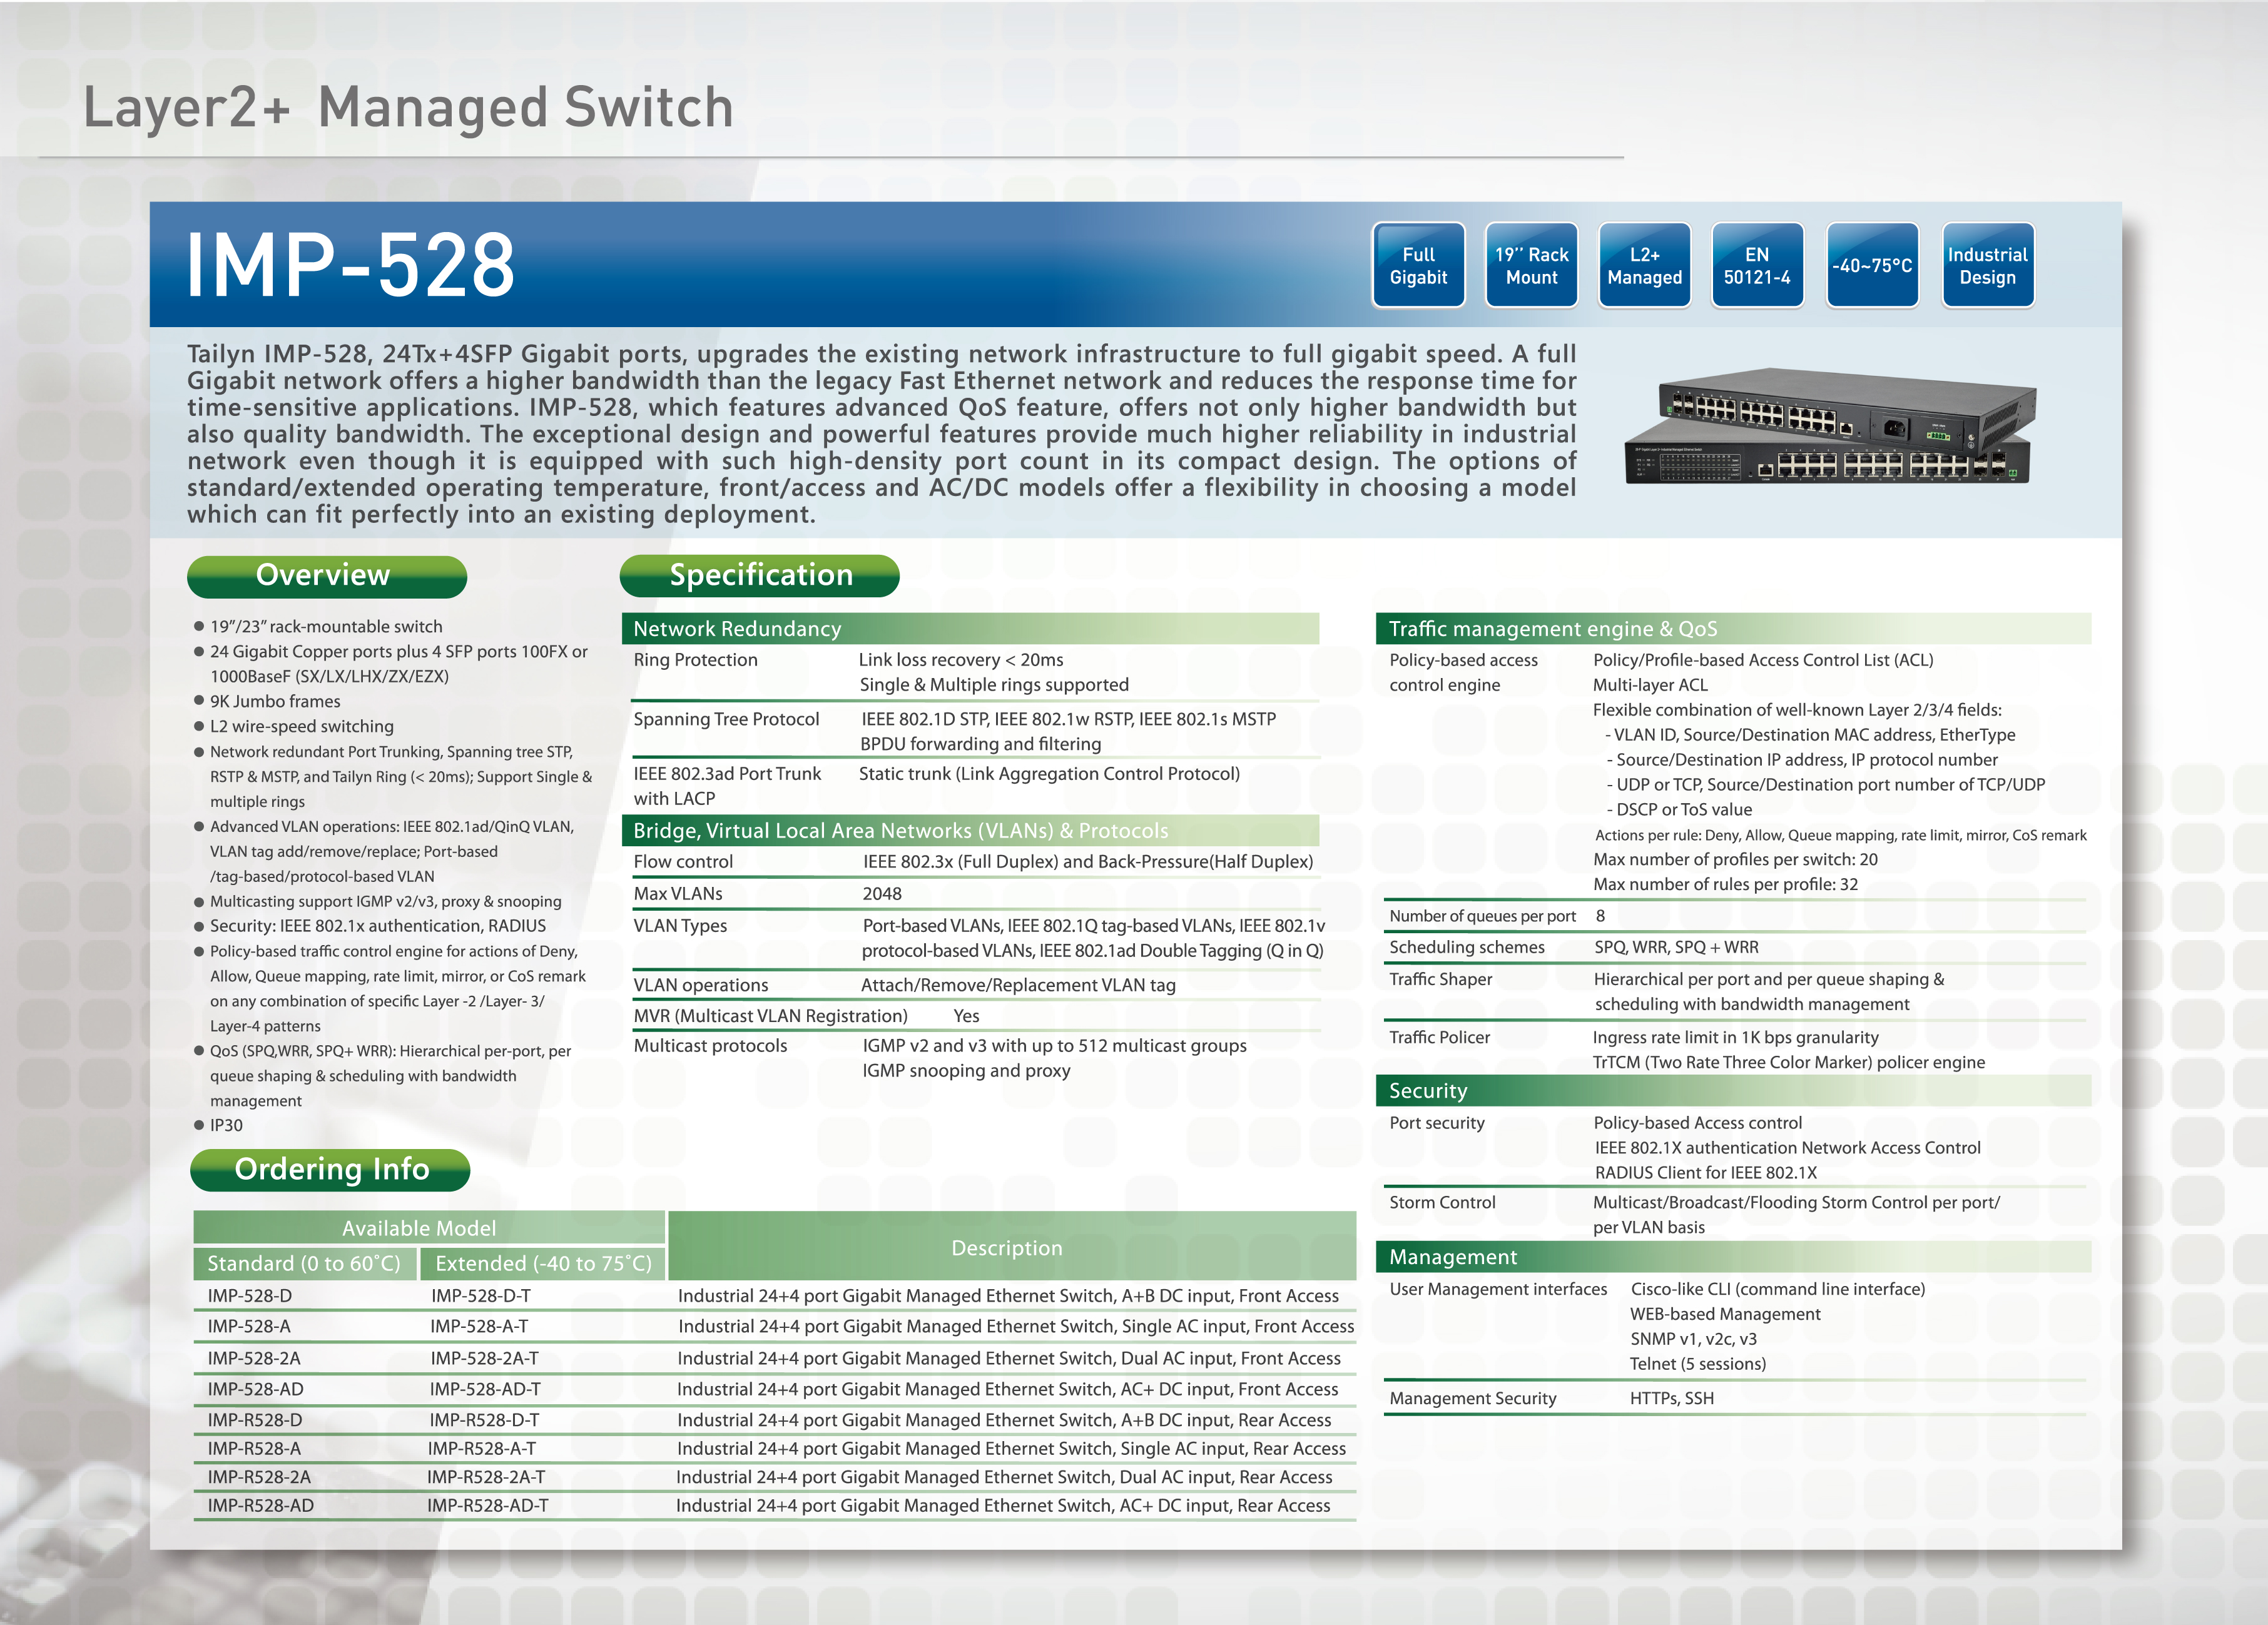 Layer2+ Managed Switch
IMP-528
Full
Gigabit
19’’ Rack
Mount
L2+
Managed
EN
50121-4
-40~75°C
Industrial
Design
Tailyn IMP-528, 24Tx+4SFP Gigabit ports, upgrades the existing network infrastructure to full gigabit speed. A full
Gigabit network offers a higher bandwidth than the legacy Fast Ethernet network and reduces the response time for
time-sensitive applications. IMP-528, which features advanced QoS feature, offers not only higher bandwidth but
also quality bandwidth. The exceptional design and powerful features provide much higher reliability in industrial
network even though it is equipped with such high-density port count in its compact design. The options of
standard/extended operating temperature, front/access and AC/DC models offer a flexibility in choosing a model
which can fit perfectly into an existing deployment.
Overview
● 19”/23” rack-mountable switch
● 24 Gigabit Copper ports plus 4 SFP ports 100FX or
1000BaseF (SX/LX/LHX/ZX/EZX)
● 9K Jumbo frames
● L2 wire-speed switching
● Network redundant Port Trunking, Spanning tree STP,
RSTP & MSTP, and Tailyn Ring (< 20ms); Support Single &
multiple rings
● Advanced VLAN operations: IEEE 802.1ad/QinQ VLAN,
VLAN tag add/remove/replace; Port-based
/tag-based/protocol-based VLAN
● Multicasting support IGMP v2/v3, proxy & snooping
● Security: IEEE 802.1x authentication, RADIUS
● Policy-based traffic control engine for actions of Deny,
Allow, Queue mapping, rate limit, mirror, or CoS remark
on any combination of specific Layer -2 /Layer- 3/
Layer-4 patterns
● QoS (SPQ,WRR, SPQ+ WRR): Hierarchical per-port, per
queue shaping & scheduling with bandwidth
management
● IP30
Specification
Network Redundancy
Ring Protection Link loss recovery < 20ms
Single & Multiple rings supported
Spanning Tree Protocol IEEE 802.1D STP, IEEE 802.1w RSTP, IEEE 802.1s MSTP
BPDU forwarding and filtering
IEEE 802.3ad Port Trunk Static trunk (Link Aggregation Control Protocol)
with LACP
Bridge, Virtual Local Area Networks (VLANs) & Protocols
Flow control IEEE 802.3x (Full Duplex) and Back-Pressure(Half Duplex)
Max VLANs 2048
VLAN Types Port-based VLANs, IEEE 802.1Q tag-based VLANs, IEEE 802.1v
protocol-based VLANs, IEEE 802.1ad Double Tagging (Q in Q)
VLAN operations Attach/Remove/Replacement VLAN tag
MVR (Multicast VLAN Registration) Yes
Multicast protocols IGMP v2 and v3 with up to 512 multicast groups
IGMP snooping and proxy
Traffic management engine & QoS
Policy-based access Policy/Profile-based Access Control List (ACL)
control engine Multi-layer ACL
Flexible combination of well-known Layer 2/3/4 fields:
- VLAN ID, Source/Destination MAC address, EtherType
- Source/Destination IP address, IP protocol number
- UDP or TCP, Source/Destination port number of TCP/UDP
- DSCP or ToS value
Actions per rule: Deny, Allow, Queue mapping, rate limit, mirror, CoS remark
Max number of profiles per switch: 20
Max number of rules per profile: 32
Number of queues per port 8
Scheduling schemes SPQ, WRR, SPQ + WRR
Traffic Shaper Hierarchical per port and per queue shaping &
scheduling with bandwidth management
Traffic Policer Ingress rate limit in 1K bps granularity
TrTCM (Two Rate Three Color Marker) policer engine
Security
Port security Policy-based Access control
IEEE 802.1X authentication Network Access Control
RADIUS Client for IEEE 802.1X
Storm Control Multicast/Broadcast/Flooding Storm Control per port/
per VLAN basis
Management
User Management interfaces Cisco-like CLI (command line interface)
WEB-based Management
SNMP v1, v2c, v3
Telnet (5 sessions)
Management Security HTTPs, SSH
Ordering Info
Available Model
Description
Standard (0 to 60˚C) Extended (-40 to 75˚C)
IMP-528-D IMP-528-D-T Industrial 24+4 port Gigabit Managed Ethernet Switch, A+B DC input, Front Access
IMP-528-A IMP-528-A-T Industrial 24+4 port Gigabit Managed Ethernet Switch, Single AC input, Front Access
IMP-528-2A IMP-528-2A-T Industrial 24+4 port Gigabit Managed Ethernet Switch, Dual AC input, Front Access
IMP-528-AD IMP-528-AD-T Industrial 24+4 port Gigabit Managed Ethernet Switch, AC+ DC input, Front Access
IMP-R528-D IMP-R528-D-T Industrial 24+4 port Gigabit Managed Ethernet Switch, A+B DC input, Rear Access
IMP-R528-A IMP-R528-A-T Industrial 24+4 port Gigabit Managed Ethernet Switch, Single AC input, Rear Access
IMP-R528-2A IMP-R528-2A-T Industrial 24+4 port Gigabit Managed Ethernet Switch, Dual AC input, Rear Access
IMP-R528-AD IMP-R528-AD-T Industrial 24+4 port Gigabit Managed Ethernet Switch, AC+ DC input, Rear Access